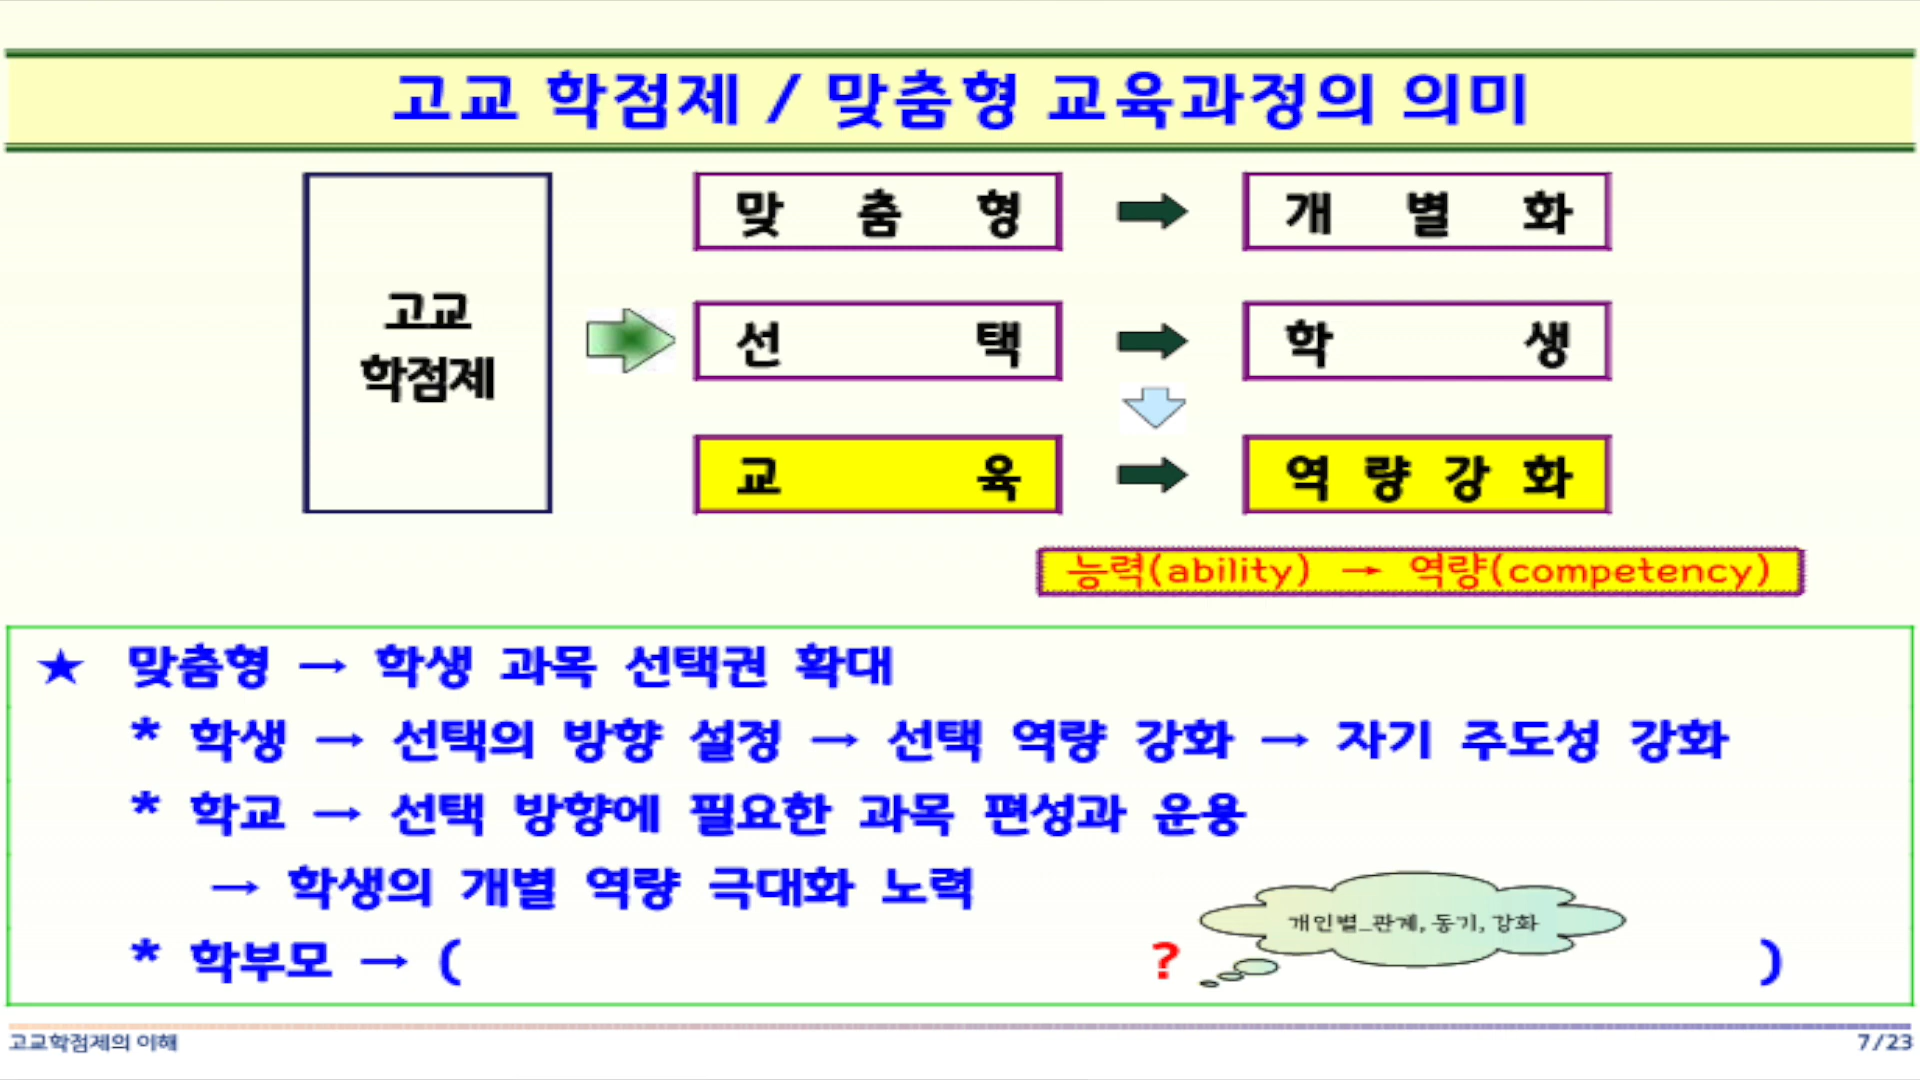 고교 학점제 / 맞춤형 교육과정의 의미
고교
학점제
맞 춤 형 → 개 별 화
선 택 → 학 생
교 육 → 역 량 강 화
능력(ability) → 역량(competency)
★ 맞춤형 → 학생 과목 선택권 확대
* 학생 → 선택의 방향 설정 → 선택 역량 강화 → 자기 주도성 강화
* 학교 → 선택 방향에 필요한 과목 편성과 운용
→ 학생의 개별 역량 극대화 노력
개인별_관계, 동기, 강화
* 학부모 → ( ? )
고교학점제의 이해 7/23